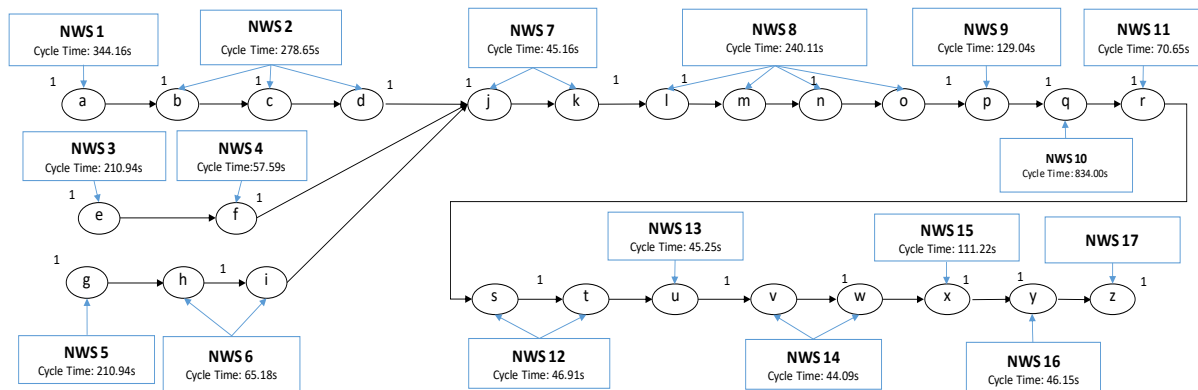 NWS 1
Cycle Time: 344.16s
NWS 2
Cycle Time: 278.65s
NWS 7
Cycle Time: 45.16s
NWS 8
Cycle Time: 240.11s
NWS 9
Cycle Time: 129.04s
NWS 11
Cycle Time: 70.65s
1 1 1 1 1 1 1 1 1 1 1 1
a b c d j k l m n o p q r
NWS 3
Cycle Time: 210.94s
NWS 4
Cycle Time:57.59s
NWS 10
Cycle Time: 834.00s
1 1
e f
NWS 13
Cycle Time: 45.25s
NWS 15
Cycle Time: 111.22s
NWS 17
1 1 1
g h i
1 1 1 1 1 1 1
s t u v w x y z
NWS 5
Cycle Time: 210.94s
NWS 6
Cycle Time: 65.18s
NWS 12
Cycle Time: 46.91s
NWS 14
Cycle Time: 44.09s
NWS 16
Cycle Time: 46.15s